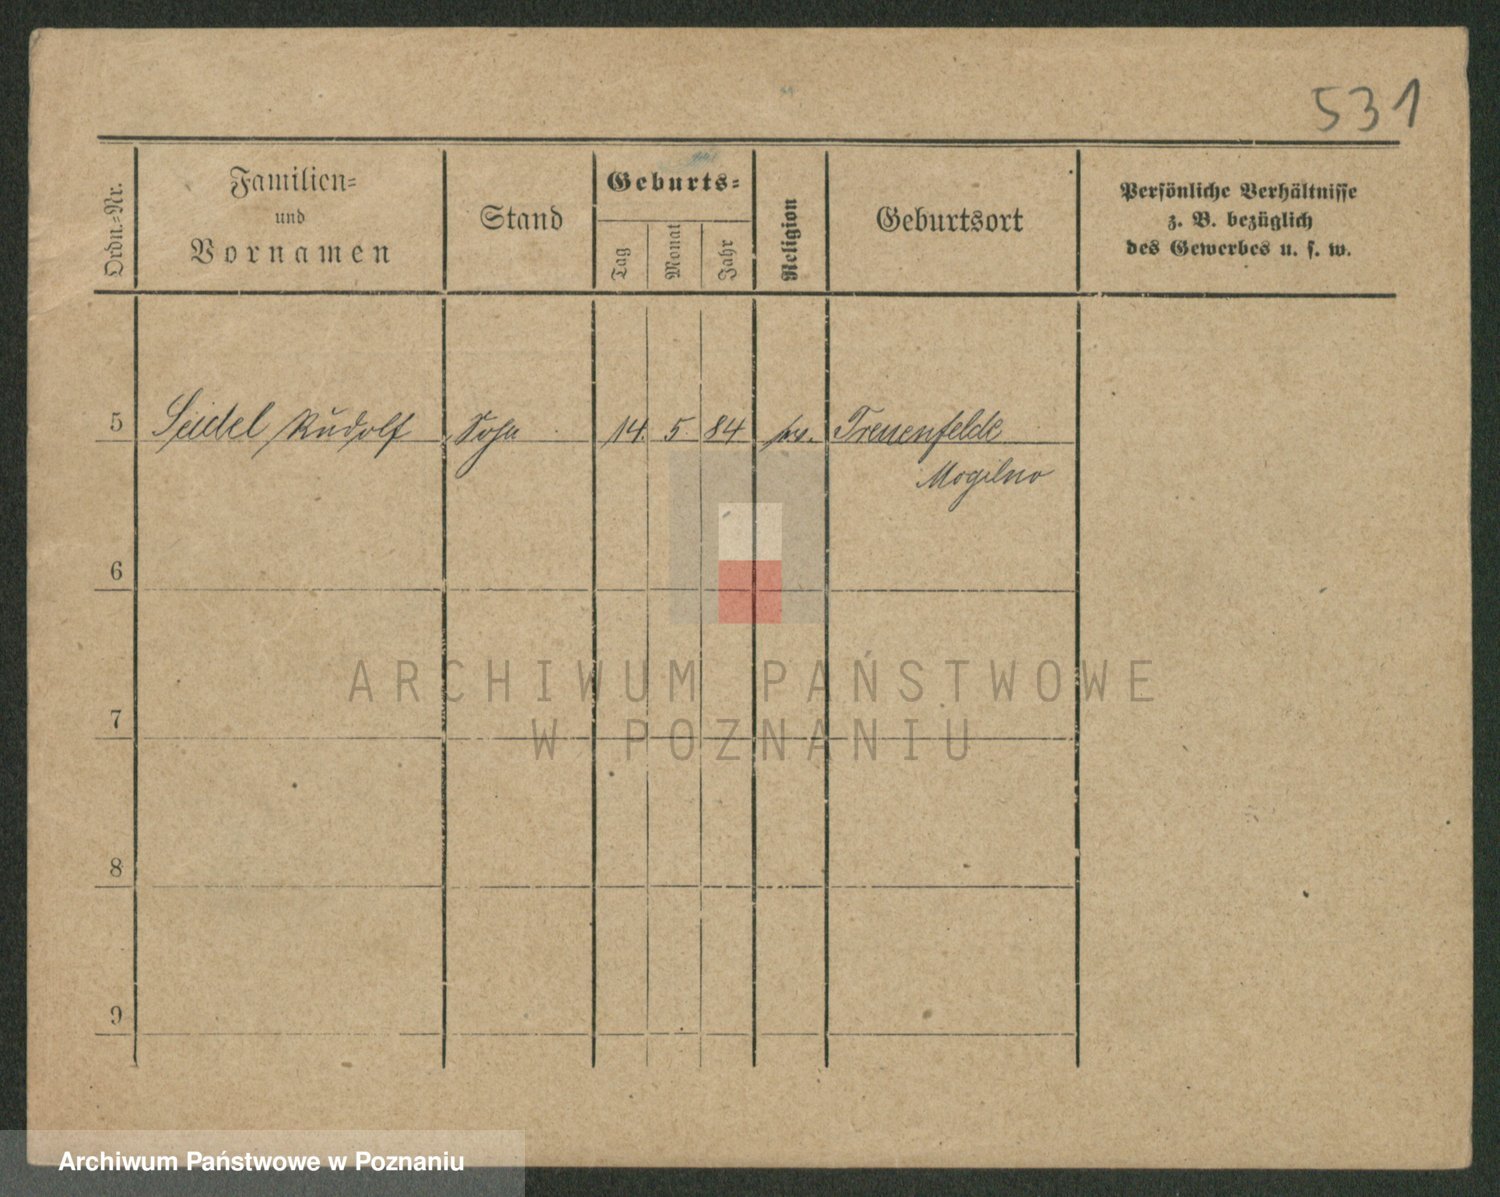 531
Ordn.=Nr.
Familien=
und
Vornamen
Stand
Geburts=
Tag
Monat
Jahr
Religion
Geburtsort
Persönliche Verhältnisse
z. B. bezüglich
des Gewerbes u. s. w.
5 Seidel Rudolf Sohn 14. 5. 84 Treuenfelde
Mogilno
6
7
8
9
ARCHIWUM PAŃSTWOWE
W POZNANIU
Archiwum Państwowe w Poznaniu